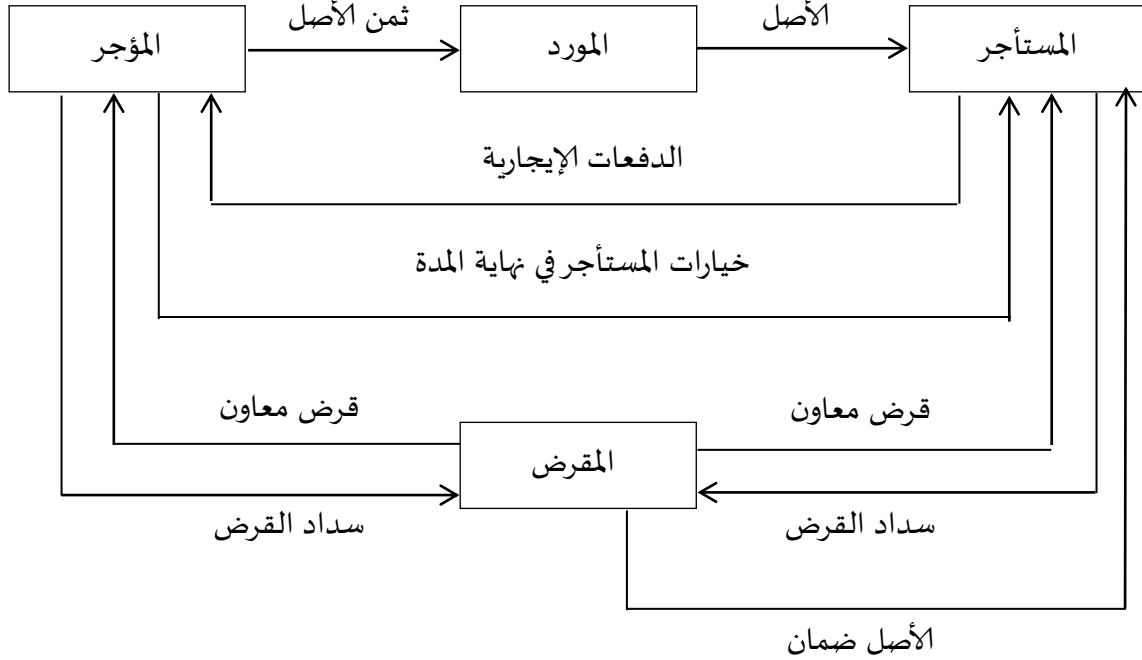 الأصل
ثمن الأصل
المستأجر
المورد
المؤجر
الدفعات الإيجارية
خيارات المستأجر في نهاية المدة
قرض معاون
قرض معاون
المقرض
سداد القرض
سداد القرض
الأصل ضمان